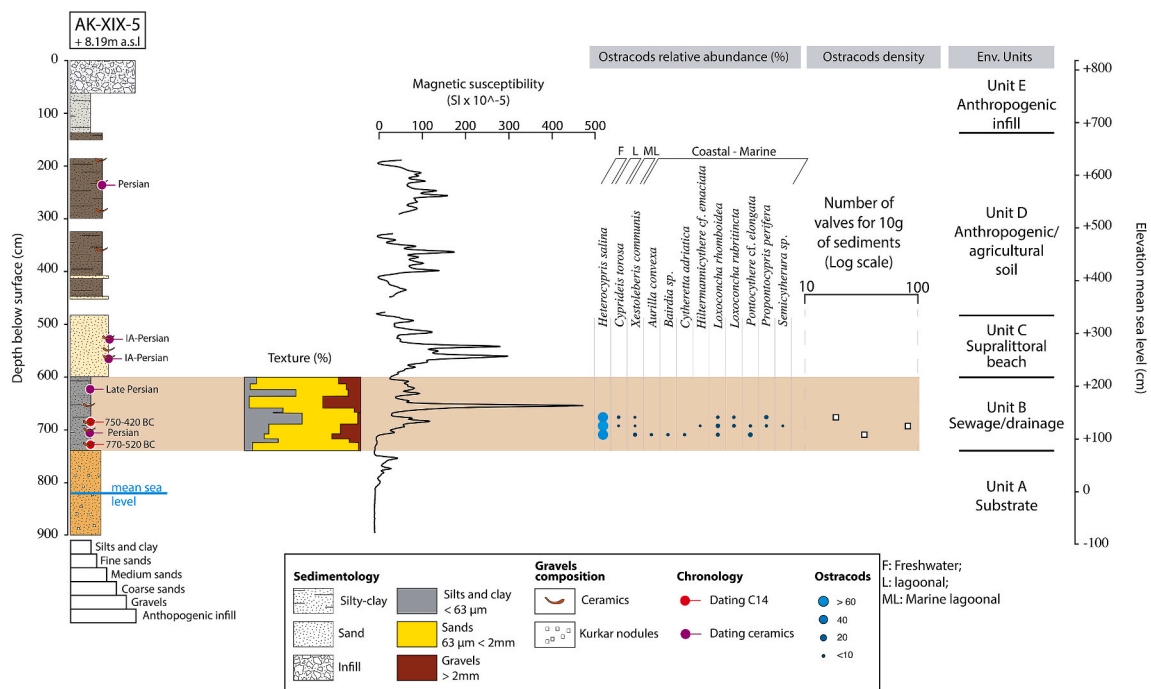 AK-XIX-5
+ 8.19m a.s.l
Ostracods relative abundance (%)
Ostracods density
Env. Units
Magnetic susceptibility
(SI x 10^-5)
0
100
200
300
400
500
F
L
ML
Coastal - Marine
Depth below surface (cm)
0
100
200
300
400
500
600
700
800
900
Persian
IA-Persian
IA-Persian
Late Persian
750-420 BC
Persian
770-520 BC
mean sea
level
Texture (%)
Heterocypris salina
Cyprideis torosa
Xestoleberis communis
Aurilla convexa
Bairdia sp.
Cytheretta adriatica
Hiltermannicythere cf. emaciata
Loxoconcha rhomboidea
Loxoconcha rubritincta
Pontocythere cf. elongata
Propontocypris perifera
Semicytherura sp.
Number of
valves for 10g
of sediments
(Log scale)
10
100
Unit E
Anthropogenic
infill
Unit D
Anthropogenic/
agricultural
soil
Unit C
Supralittoral
beach
Unit B
Sewage/drainage
Unit A
Substrate
+800
+700
+600
+500
+400
+300
+200
+100
0
-100
Elevation mean sea level (cm)
Silts and clay
Fine sands
Medium sands
Coarse sands
Gravels
Anthopogenic infill
Sedimentology
Silty-clay
Sand
Infill
Silts and clay
< 63 µm
Sands
63 µm < 2mm
Gravels
> 2mm
Gravels
composition
Ceramics
Kurkar nodules
Chronology
Dating C14
Dating ceramics
Ostracods
> 60
40
20
<10
F: Freshwater;
L: lagoonal;
ML: Marine lagoonal